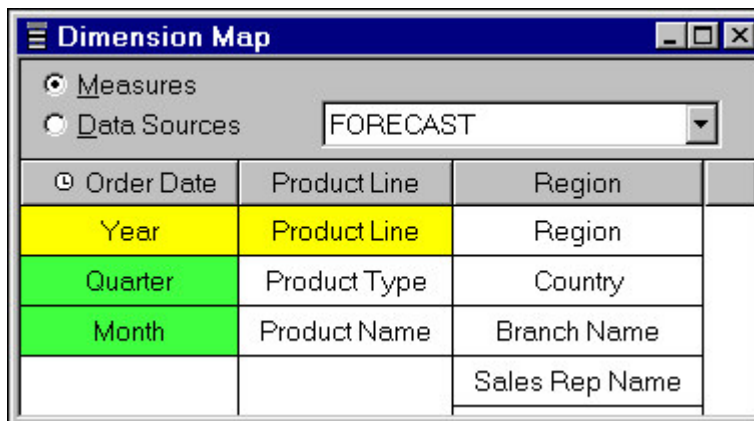 Dimension Map
Measures
Data Sources FORECAST
Order Date Product Line Region
Year Product Line Region
Quarter Product Type Country
Month Product Name Branch Name
Sales Rep Name